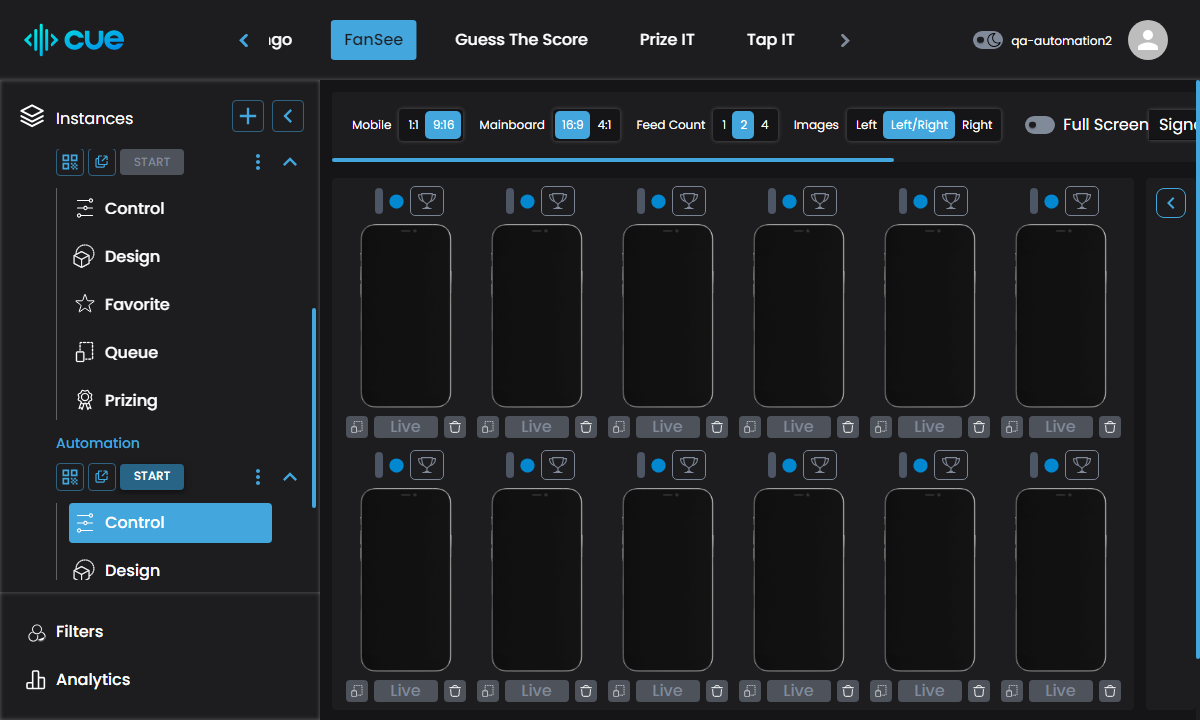 cue
FanSee
Guess The Score
Prize IT
Tap IT
qa-automation2
Instances
START
Control
Design
Favorite
Queue
Prizing
Automation
START
Control
Design
Filters
Analytics
Mobile 1:1 9:16 Mainboard 16:9 4:1 Feed Count 1 2 4 Images Left Left/Right Right Full Screen
Live Live Live Live Live Live
Live Live Live Live Live Live